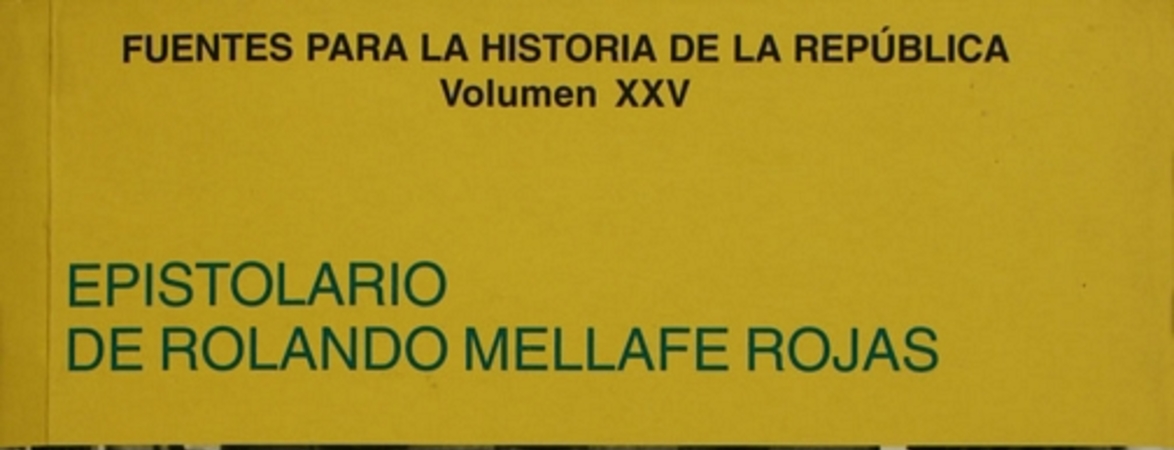 FUENTES PARA LA HISTORIA DE LA REPÚBLICA
Volumen XXV
EPISTOLARIO
DE ROLANDO MELLAFE ROJAS